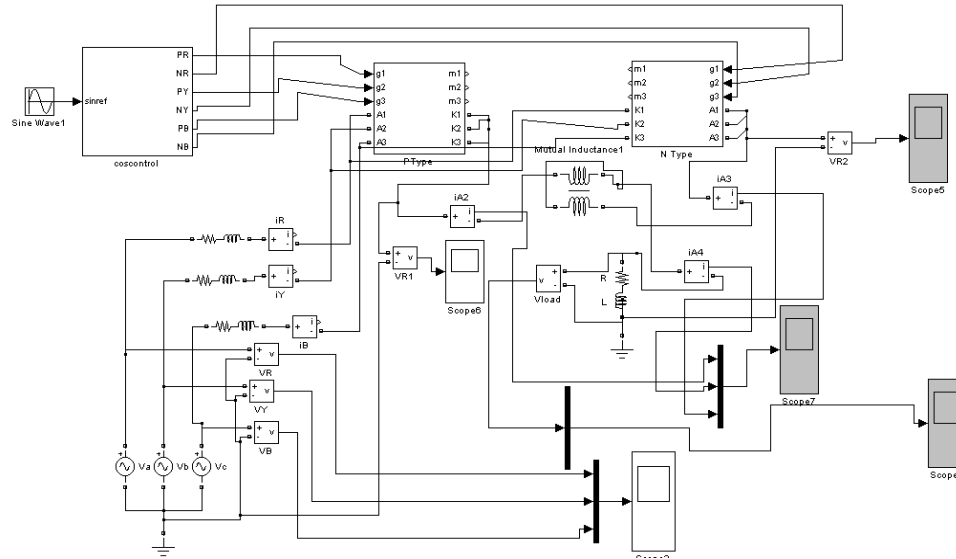 sinref
PR
NR
PY
NY
PB
NB
coscontrol
Sine Wave1
g1
g2
g3
A1
A2
A3
m1
m2
m3
K1
K2
K3
PType
m1
m2
m3
K1
K2
K3
g1
g2
g3
A1
A2
A3
N Type
Mutual Inductance1
+
-
v
VR2
Scope5
iA2
+
-
i
iA3
+
-
i
iR
+
-
i
iY
+
-
i
iB
+
-
i
+
-
v
VR1
Scope6
+
-
v
Vload
R
L
iA4
+
-
i
Scope7
+
-
v
VR
+
-
v
VY
+
-
v
VB
+
Va
+
Vb
+
Vc
Scope